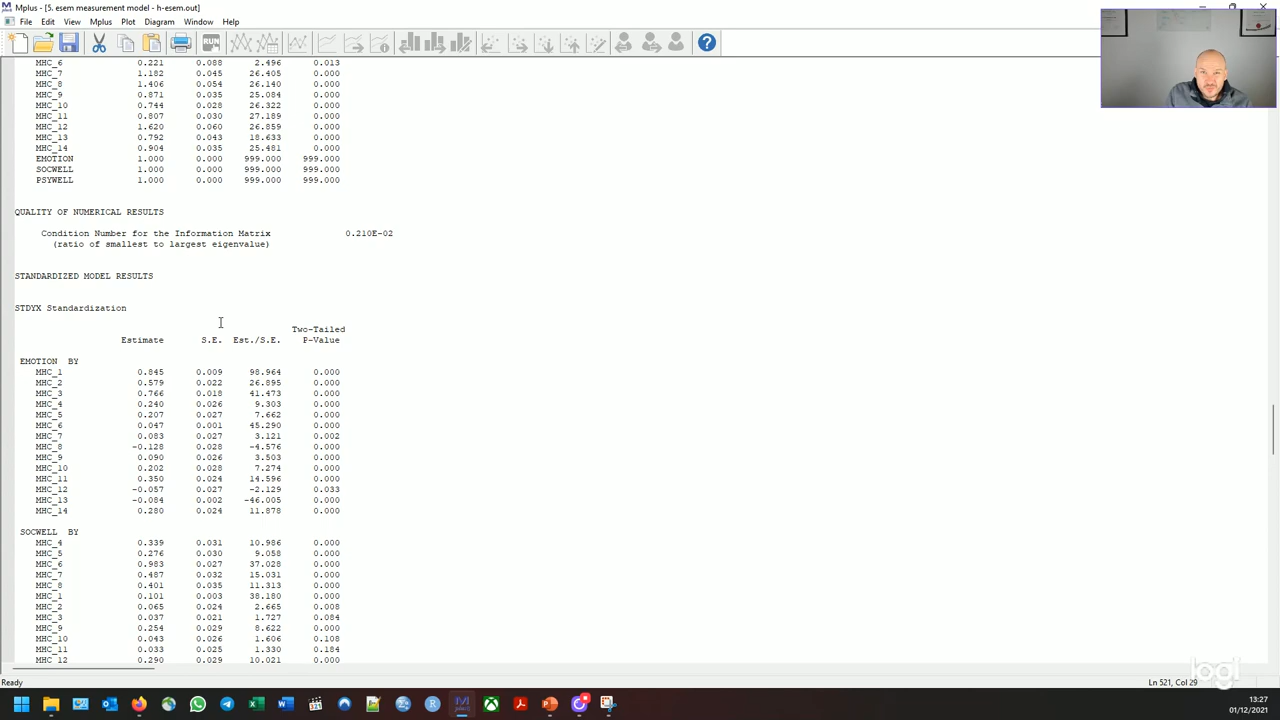 Mplus - [5. esem measurement model - h-esem.out]
File Edit View Mplus Plot Diagram Window Help
RUN
MHC_6 0.221 0.088 2.496 0.013
MHC_7 1.182 0.045 26.405 0.000
MHC_8 1.406 0.054 26.140 0.000
MHC_9 0.871 0.035 25.084 0.000
MHC_10 0.744 0.028 26.322 0.000
MHC_11 0.807 0.030 27.189 0.000
MHC_12 1.620 0.060 26.859 0.000
MHC_13 0.792 0.043 18.633 0.000
MHC_14 0.904 0.035 25.481 0.000
EMOTION 1.000 0.000 999.000 999.000
SOCWELL 1.000 0.000 999.000 999.000
PSYWELL 1.000 0.000 999.000 999.000
QUALITY OF NUMERICAL RESULTS
Condition Number for the Information Matrix 0.210E-02
(ratio of smallest to largest eigenvalue)
STANDARDIZED MODEL RESULTS
STDYX Standardization
Two-Tailed
Estimate S.E. Est./S.E. P-Value
EMOTION BY
MHC_1 0.845 0.009 98.964 0.000
MHC_2 0.579 0.022 26.895 0.000
MHC_3 0.766 0.018 41.473 0.000
MHC_4 0.240 0.026 9.303 0.000
MHC_5 0.207 0.027 7.662 0.000
MHC_6 0.047 0.001 45.290 0.000
MHC_7 0.083 0.027 3.121 0.002
MHC_8 -0.128 0.028 -4.576 0.000
MHC_9 0.090 0.026 3.503 0.000
MHC_10 0.202 0.028 7.274 0.000
MHC_11 0.350 0.024 14.596 0.000
MHC_12 -0.057 0.027 -2.129 0.033
MHC_13 -0.084 0.002 -46.005 0.000
MHC_14 0.280 0.024 11.878 0.000
SOCWELL BY
MHC_4 0.339 0.031 10.986 0.000
MHC_5 0.276 0.030 9.058 0.000
MHC_6 0.983 0.027 37.028 0.000
MHC_7 0.487 0.032 15.031 0.000
MHC_8 0.401 0.035 11.313 0.000
MHC_1 0.101 0.003 38.180 0.000
MHC_2 0.065 0.024 2.665 0.008
MHC_3 0.037 0.021 1.727 0.084
MHC_9 0.254 0.029 8.622 0.000
MHC_10 0.043 0.026 1.606 0.108
MHC_11 0.033 0.025 1.330 0.184
MHC_12 0.290 0.029 10.021 0.000
logi
Ready Ln 521, Col 29
13:27
01/12/2021